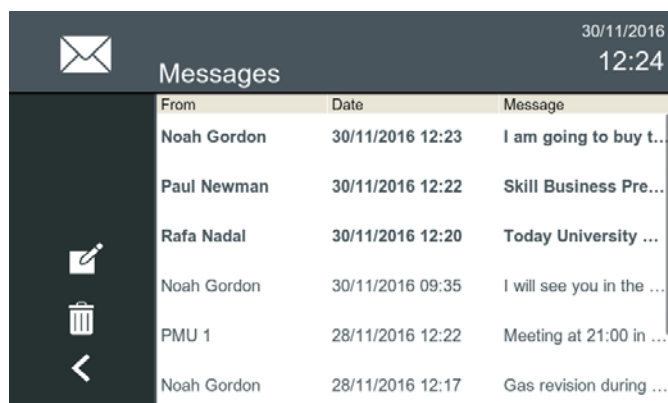 30/11/2016
12:24
Messages
From Date Message
Noah Gordon 30/11/2016 12:23 I am going to buy t...
Paul Newman 30/11/2016 12:22 Skill Business Pre...
Rafa Nadal 30/11/2016 12:20 Today University ...
Noah Gordon 30/11/2016 09:35 I will see you in the ...
PMU 1 28/11/2016 12:22 Meeting at 21:00 in ...
Noah Gordon 28/11/2016 12:17 Gas revision during ...